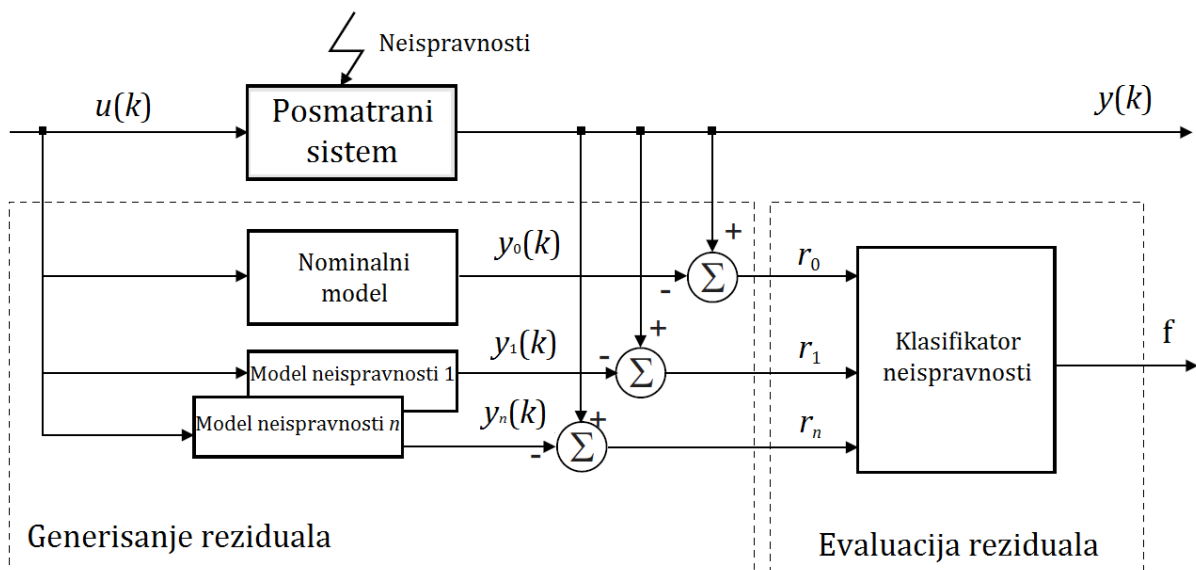 Neispravnosti
u(k)
Posmatrani
sistem
y(k)
Nominalni
model
y₀(k)
+
-
Σ
r₀
Model neispravnosti 1
y₁(k)
+
-
Σ
r₁
Model neispravnosti n
yₙ(k)
+
-
Σ
rₙ
Klasifikator
neispravnosti
f
Generisanje reziduala
Evaluacija reziduala